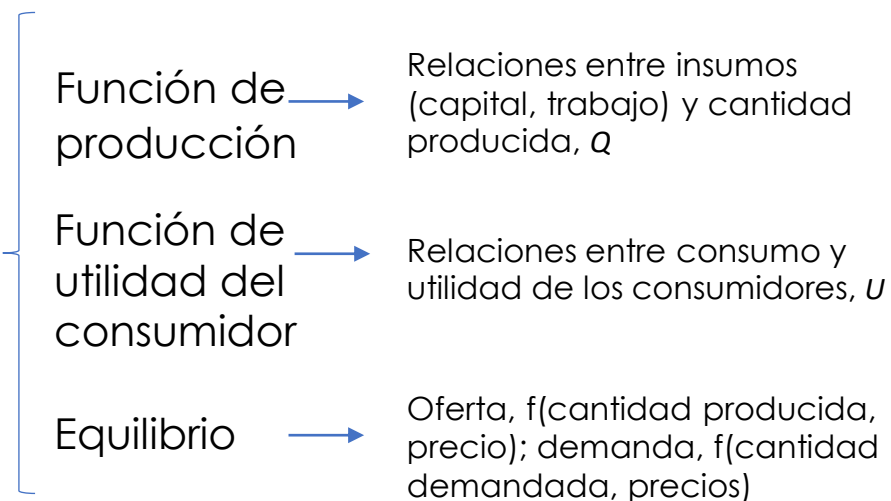 Función de
producción
Relaciones entre insumos
(capital, trabajo) y cantidad
producida, Q
Función de
utilidad del
consumidor
Relaciones entre consumo y
utilidad de los consumidores, U
Equilibrio
Oferta, f(cantidad producida,
precio); demanda, f(cantidad
demandada, precios)